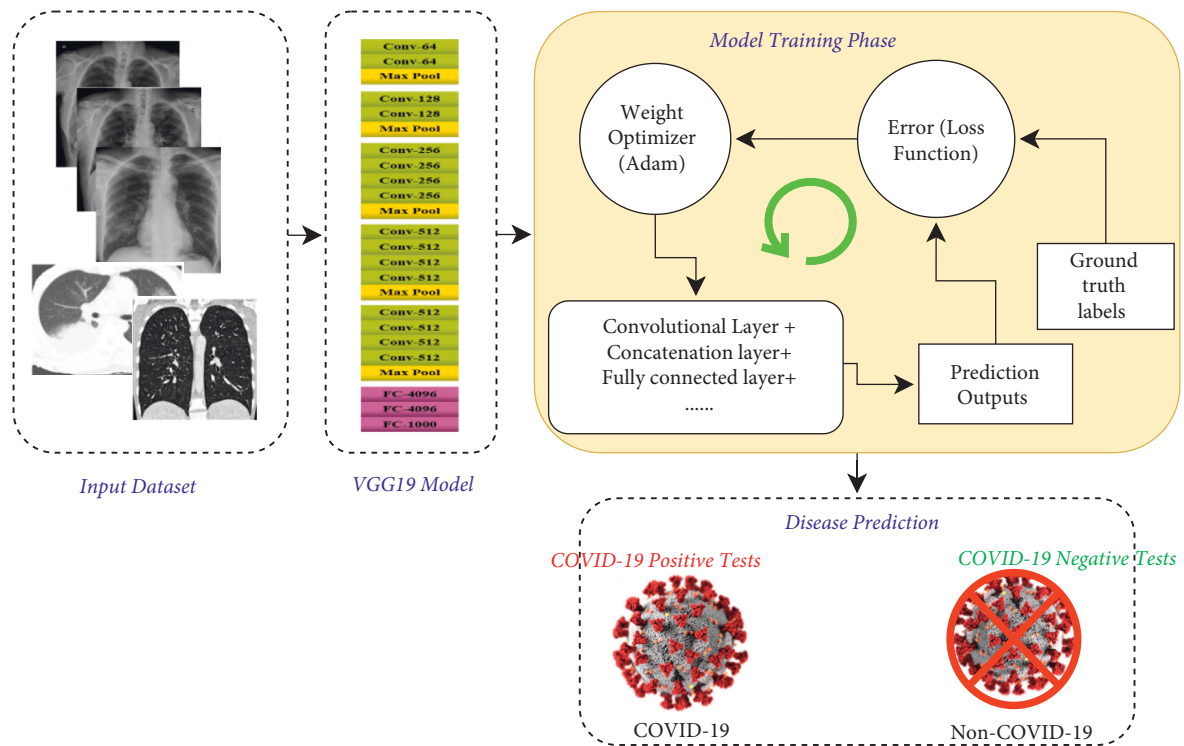 Input Dataset
Conv-64
Conv-64
Max Pool
Conv-128
Conv-128
Max Pool
Conv-256
Conv-256
Conv-256
Conv-256
Max Pool
Conv-512
Conv-512
Conv-512
Conv-512
Max Pool
Conv-512
Conv-512
Conv-512
Conv-512
Max Pool
FC-4096
FC-4096
FC-1000
VGG19 Model
Model Training Phase
Weight
Optimizer
(Adam)
Error (Loss
Function)
Ground
truth
labels
Convolutional Layer +
Concatenation layer+
Fully connected layer+
......
Prediction
Outputs
Disease Prediction
COVID-19 Positive Tests
COVID-19 Negative Tests
COVID-19
Non-COVID-19